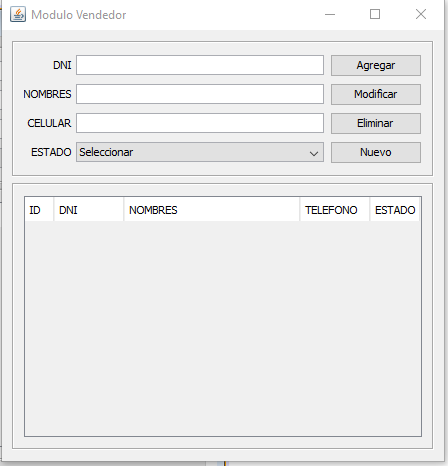 Modulo Vendedor
DNI Agregar
NOMBRES Modificar
CELULAR Eliminar
ESTADO Seleccionar Nuevo
ID DNI NOMBRES TELEFONO ESTADO